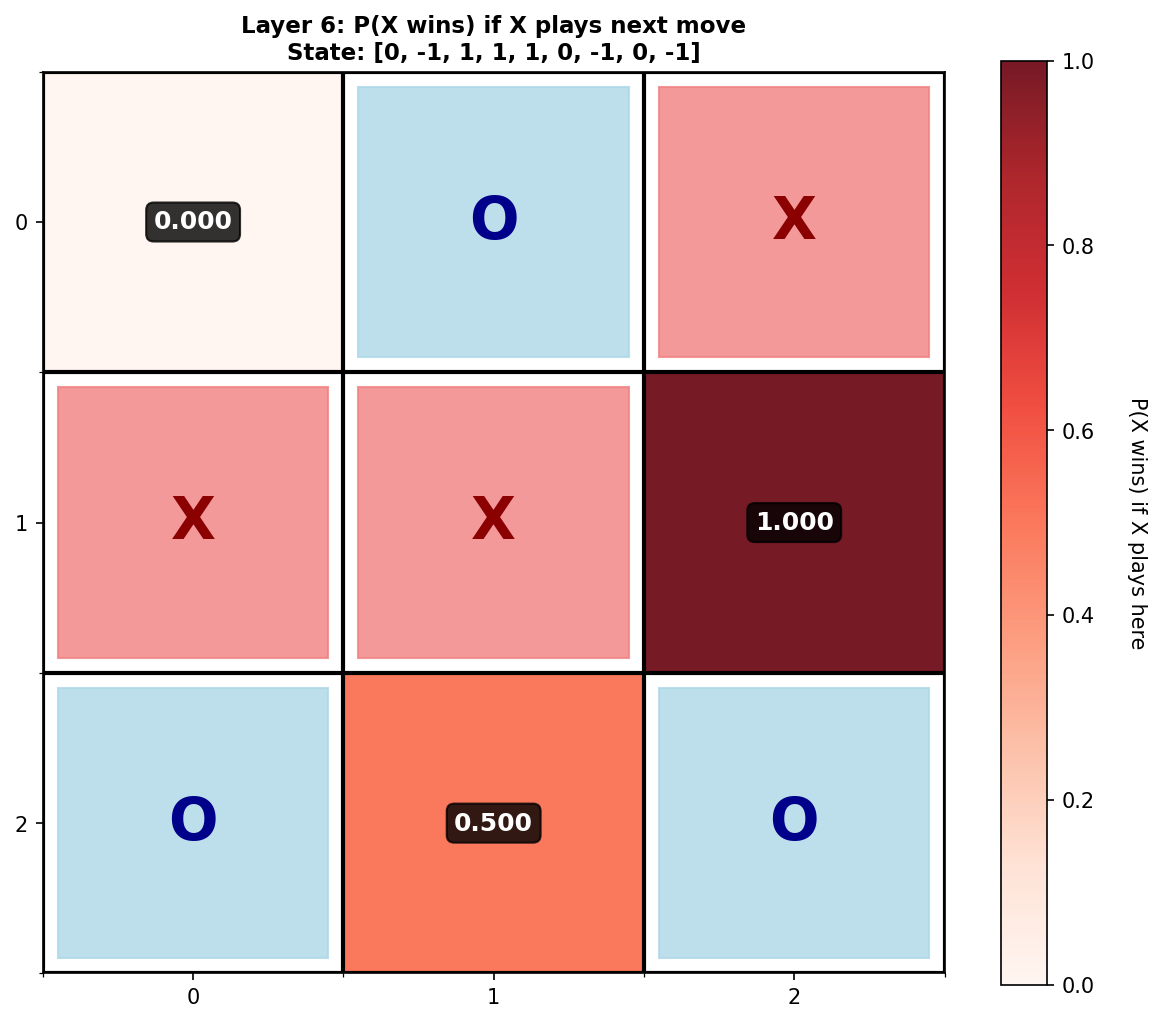 Layer 6: P(X wins) if X plays next move
State: [0, -1, 1, 1, 1, 0, -1, 0, -1]
0
0.000
O
X
1
X
X
1.000
2
O
0.500
O
0
1
2
1.0
0.8
0.6
0.4
0.2
0.0
P(X wins) if X plays here